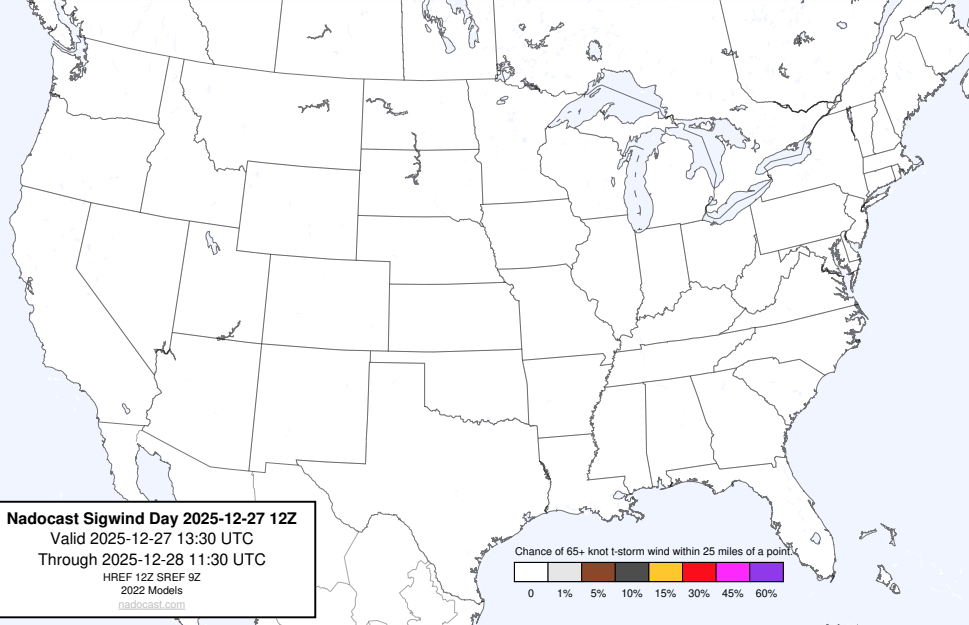 Nadocast Sigwind Day 2025-12-27 12Z
Valid 2025-12-27 13:30 UTC
Through 2025-12-28 11:30 UTC
HREF 12Z SREF 9Z
2022 Models
nadocast.com
Chance of 65+ knot t-storm wind within 25 miles of a point.
0 1% 5% 10% 15% 30% 45% 60%